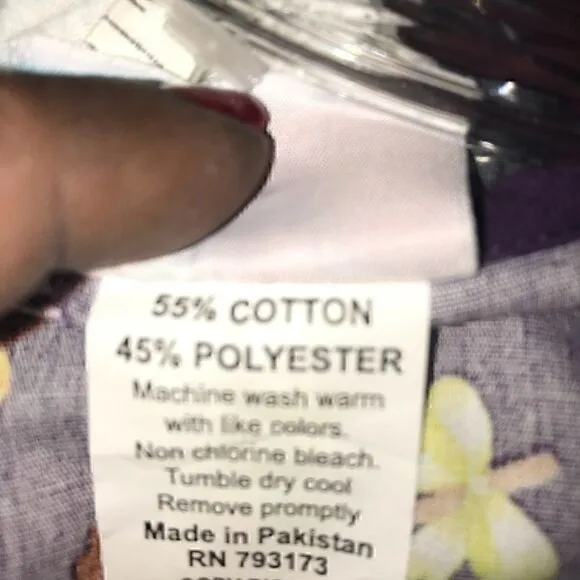 55% COTTON
45% POLYESTER
Machine wash warm
with like colors.
Non chlorine bleach.
Tumble dry cool
Remove promptly
Made in Pakistan
RN 793173